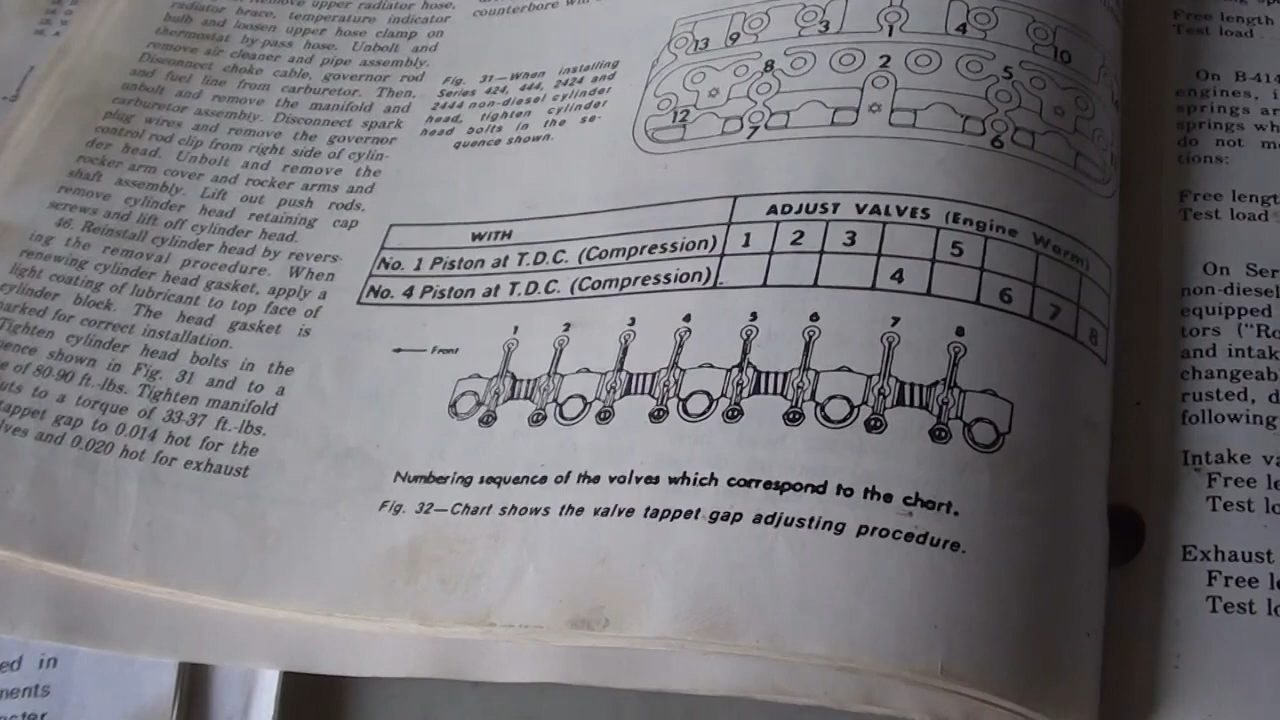 Remove upper radiator hose,
radiator brace, temperature indicator
bulb and loosen upper hose clamp on
thermostat by-pass hose. Unbolt and
remove air cleaner and pipe assembly.
Disconnect choke cable, governor rod
and fuel line from carburetor. Then,
unbolt and remove the manifold and
carburetor assembly. Disconnect spark
plug wires and remove the governor
control rod clip from right side of cylin-
der head. Unbolt and remove the
rocker arm cover and rocker arms and
shaft assembly. Lift out push rods,
remove cylinder head retaining cap
screws and lift off cylinder head.
46. Reinstall cylinder head by revers-
ing the removal procedure. When
renewing cylinder head gasket, apply a
light coating of lubricant to top face of
cylinder block. The head gasket is
marked for correct installation.
Tighten cylinder head bolts in the
shown in Fig. 31 and to a
of 80-90 ft.-lbs. Tighten manifold
to a torque of 33-37 ft.-lbs.
tappet gap to 0.014 hot for the
and 0.020 hot for exhaust
counterbore
Fig. 31—When installing
Series 424, 444, 2424 and
2444 non-diesel cylinder
head, tighten cylinder
head bolts in the se-
quence shown.
13 9 3 1 4 10
8 2 5
12 7 6
ADJUST VALVES (Engine Warm)
WITH
No. 1 Piston at T.D.C. (Compression) 1 2 3 5
No. 4 Piston at T.D.C. (Compression) 4 6 7 8
1 2 3 4 5 6 7 8
Front
Numbering sequence of the valves which correspond to the chart.
Fig. 32—Chart shows the valve tappet gap adjusting procedure.
Free length
Test load
On B-414
engines, i
springs ar
springs wh
do not m
tions:
Free lengt
Test load
On Ser
non-diesel
equipped
tors ("Ro
and intak
changeab
rusted, d
following
Intake va
Free le
Test lo
Exhaust
Free le
Test lo
ed in
ments